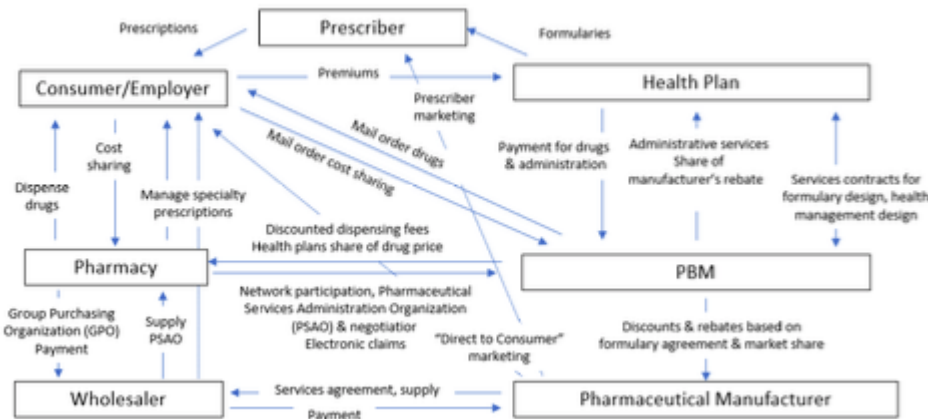 Prescriber
Prescriptions
Formularies
Consumer/Employer
Premiums
Health Plan
Prescriber
marketing
Cost
sharing
Mail order drugs
Mail order cost sharing
Payment for drugs
& administration
Administrative services
Share of
manufacturer's rebate
Dispense
drugs
Manage specialty
prescriptions
Services contracts for
formulary design, health
management design
Discounted dispensing fees
Health plans share of drug price
Pharmacy
PBM
Group Purchasing
Organization (GPO)
Payment
Supply
PSAO
Network participation, Pharmaceutical
Services Administration Organization
(PSAO) & negotiation
Electronic claims
"Direct to Consumer"
marketing
Discounts & rebates based on
formulary agreement & market share
Wholesaler
Services agreement, supply
Payment
Pharmaceutical Manufacturer